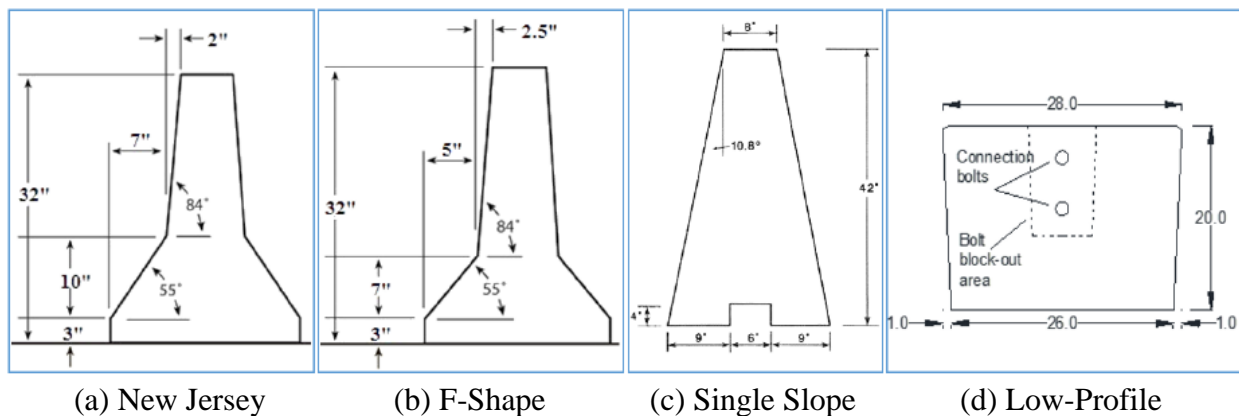 2"
7"
32"
84°
10"
55°
3"
2.5"
5"
32"
84°
7"
55°
3"
8"
10.8°
42"
4"
9"
6"
9"
28.0
Connection
bolts
20.0
Bolt
block-out
area
1.0
26.0
1.0
(a) New Jersey
(b) F-Shape
(c) Single Slope
(d) Low-Profile